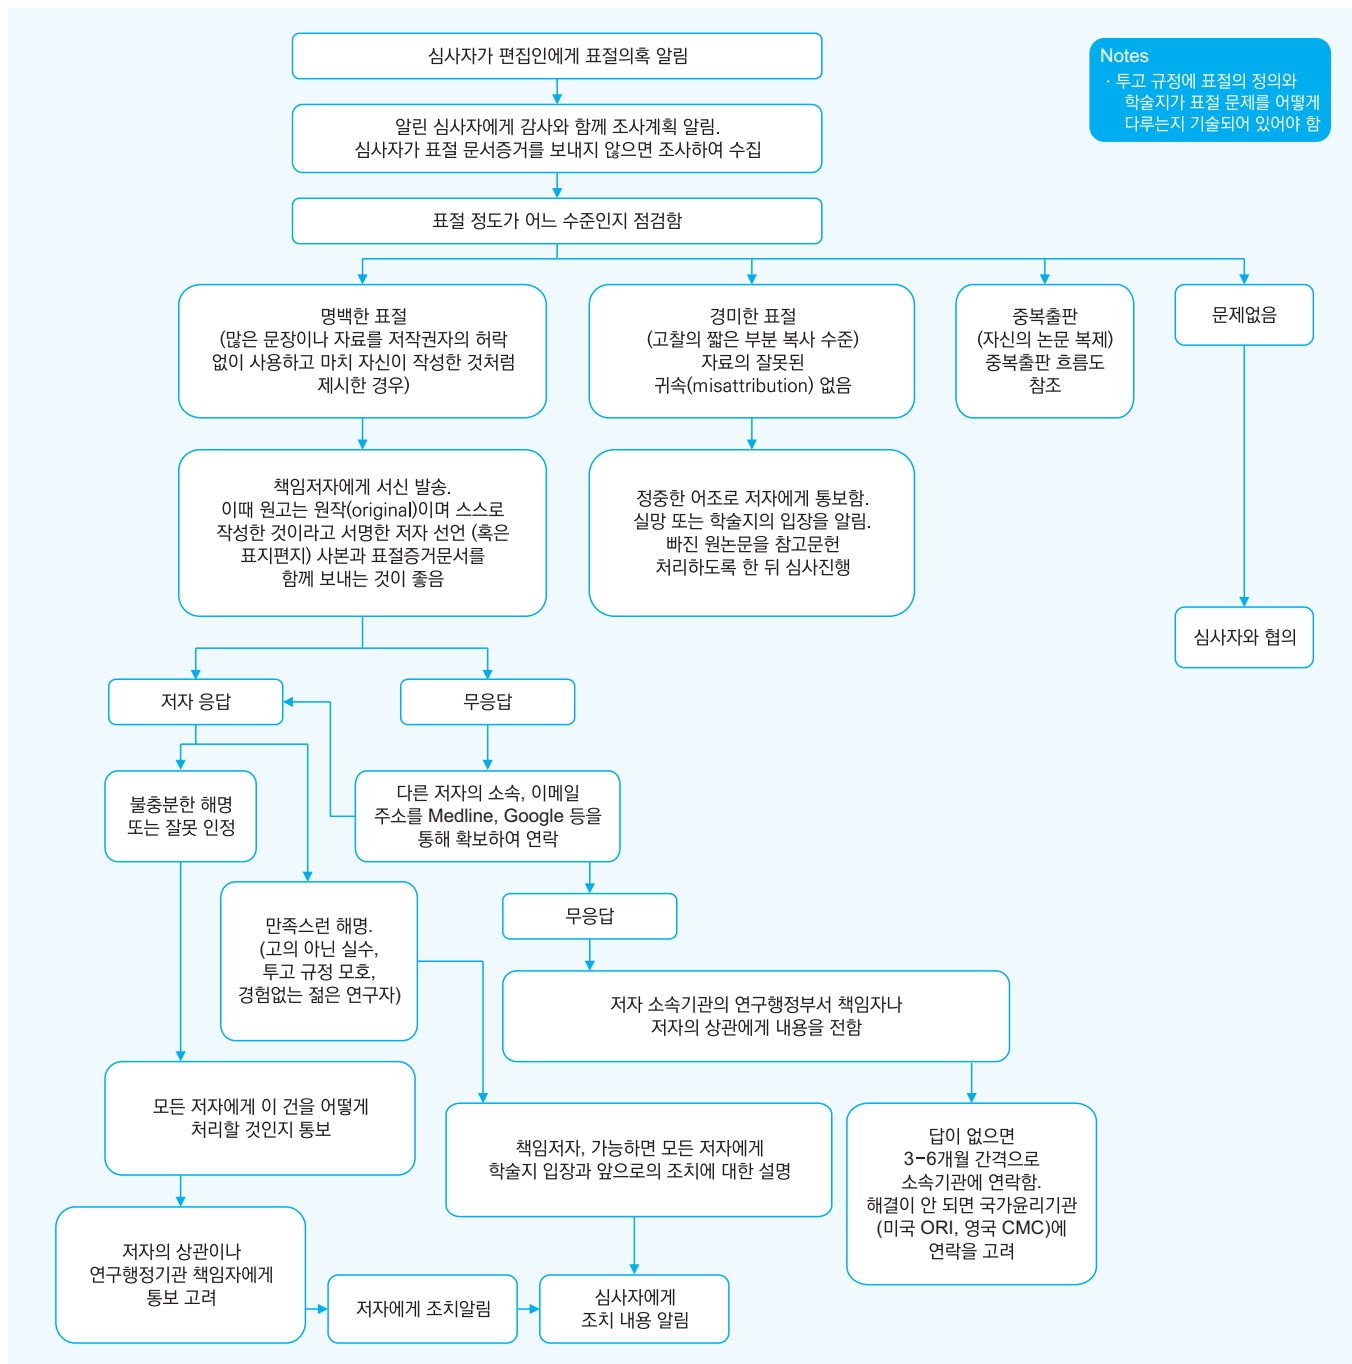 심사자가 편집인에게 표절의혹 알림
Notes
· 투고 규정에 표절의 정의와
학술지가 표절 문제를 어떻게
다루는지 기술되어 있어야 함
알린 심사자에게 감사와 함께 조사계획 알림.
심사자가 표절 문서증거를 보내지 않으면 조사하여 수집
표절 정도가 어느 수준인지 점검함
명백한 표절
(많은 문장이나 자료를 저작권자의 허락
없이 사용하고 마치 자신이 작성한 것처럼
제시한 경우)
경미한 표절
(고찰의 짧은 부분 복사 수준)
자료의 잘못된
귀속(misattribution) 없음
중복출판
(자신의 논문 복제)
중복출판 흐름도
참조
문제없음
책임저자에게 서신 발송.
이때 원고는 원작(original)이며 스스로
작성한 것이라고 서명한 저자 선언 (혹은
표지편지) 사본과 표절증거문서를
함께 보내는 것이 좋음
정중한 어조로 저자에게 통보함.
실망 또는 학술지의 입장을 알림.
빠진 원논문을 참고문헌
처리하도록 한 뒤 심사진행
심사자와 협의
저자 응답
무응답
불충분한 해명
또는 잘못 인정
다른 저자의 소속, 이메일
주소를 Medline, Google 등을
통해 확보하여 연락
만족스런 해명.
(고의 아닌 실수,
투고 규정 모호,
경험없는 젊은 연구자)
무응답
저자 소속기관의 연구행정부서 책임자나
저자의 상관에게 내용을 전함
모든 저자에게 이 건을 어떻게
처리할 것인지 통보
책임저자, 가능하면 모든 저자에게
학술지 입장과 앞으로의 조치에 대한 설명
답이 없으면
3-6개월 간격으로
소속기관에 연락함.
해결이 안 되면 국가윤리기관
(미국 ORI, 영국 CMC)에
연락을 고려
저자의 상관이나
연구행정기관 책임자에게
통보 고려
저자에게 조치알림
심사자에게
조치 내용 알림